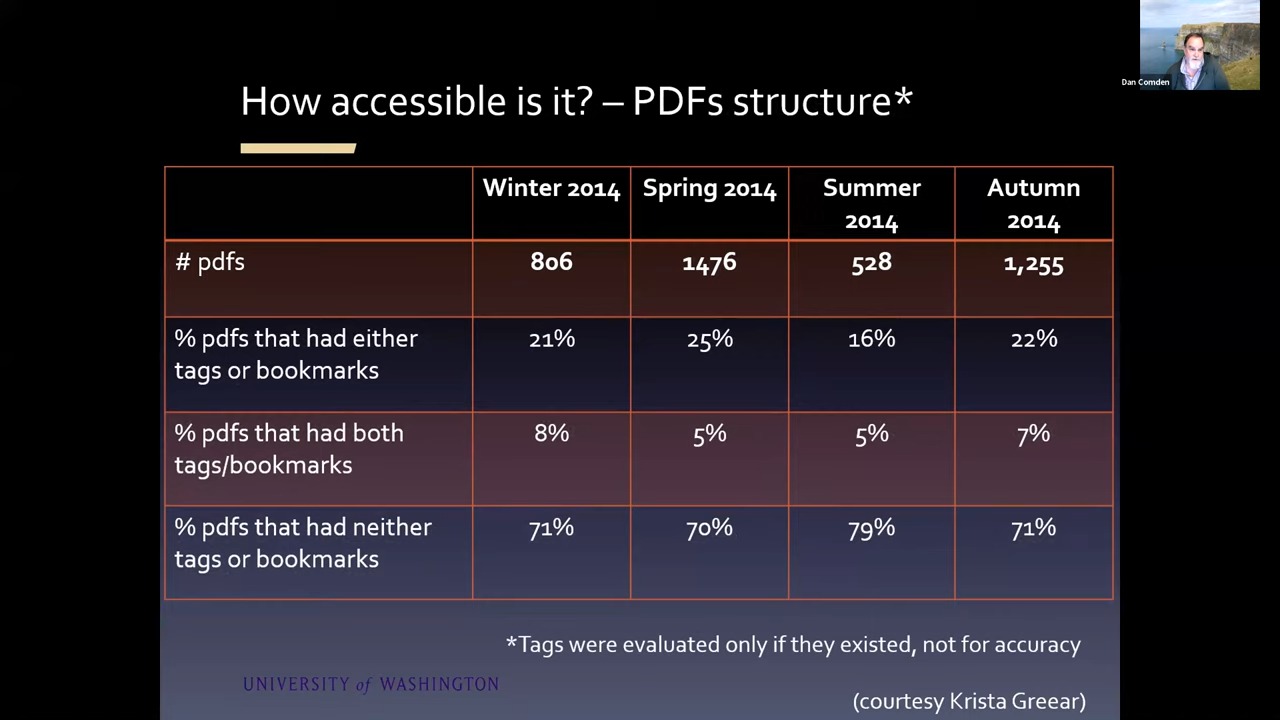 Dan Comden
How accessible is it? – PDFs structure*
Winter 2014 Spring 2014 Summer 2014 Autumn 2014
# pdfs 806 1476 528 1,255
% pdfs that had either tags or bookmarks 21% 25% 16% 22%
% pdfs that had both tags/bookmarks 8% 5% 5% 7%
% pdfs that had neither tags or bookmarks 71% 70% 79% 71%
*Tags were evaluated only if they existed, not for accuracy
UNIVERSITY of WASHINGTON
(courtesy Krista Greear)